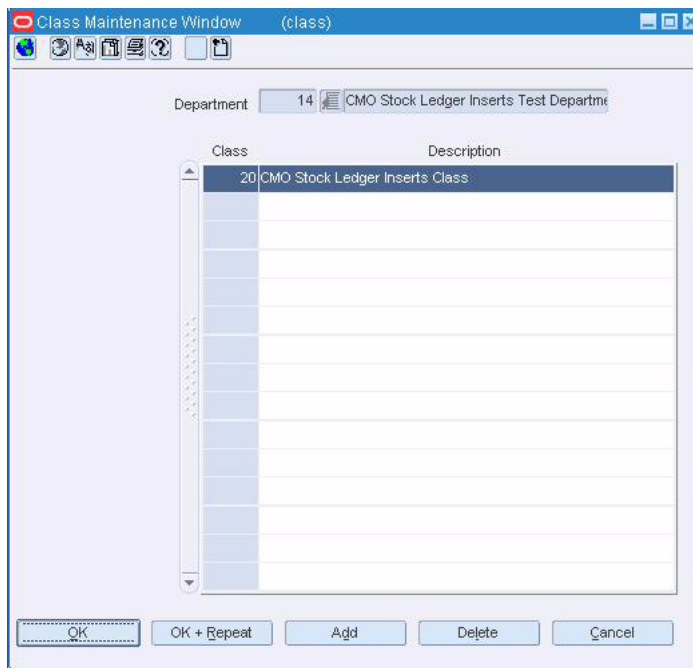 Class Maintenance Window (class)
Department 14 CMO Stock Ledger Inserts Test Departme
Class Description
20 CMO Stock Ledger Inserts Class
OK OK + Repeat Add Delete Cancel